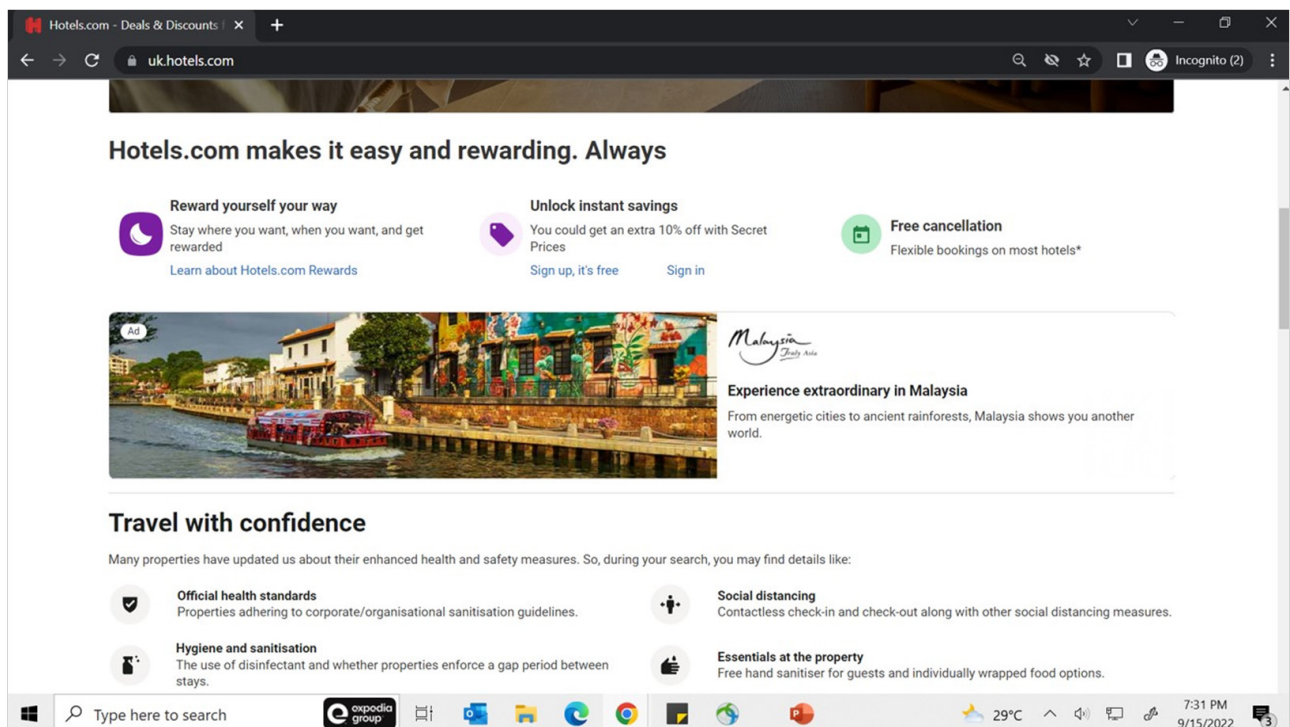 Hotels.com - Deals & Discounts
uk.hotels.com
Incognito (2)
Hotels.com makes it easy and rewarding. Always
Reward yourself your way
Stay where you want, when you want, and get
rewarded
Learn about Hotels.com Rewards
Unlock instant savings
You could get an extra 10% off with Secret
Prices
Sign up, it's free
Sign in
Free cancellation
Flexible bookings on most hotels*
Ad
Malaysia
Truly Asia
Experience extraordinary in Malaysia
From energetic cities to ancient rainforests, Malaysia shows you another
world.
Travel with confidence
Many properties have updated us about their enhanced health and safety measures. So, during your search, you may find details like:
Official health standards
Properties adhering to corporate/organisational sanitisation guidelines.
Social distancing
Contactless check-in and check-out along with other social distancing measures.
Hygiene and sanitisation
The use of disinfectant and whether properties enforce a gap period between
stays.
Essentials at the property
Free hand sanitiser for guests and individually wrapped food options.
Type here to search
expedia
group
29°C
7:31 PM
9/15/2022
3